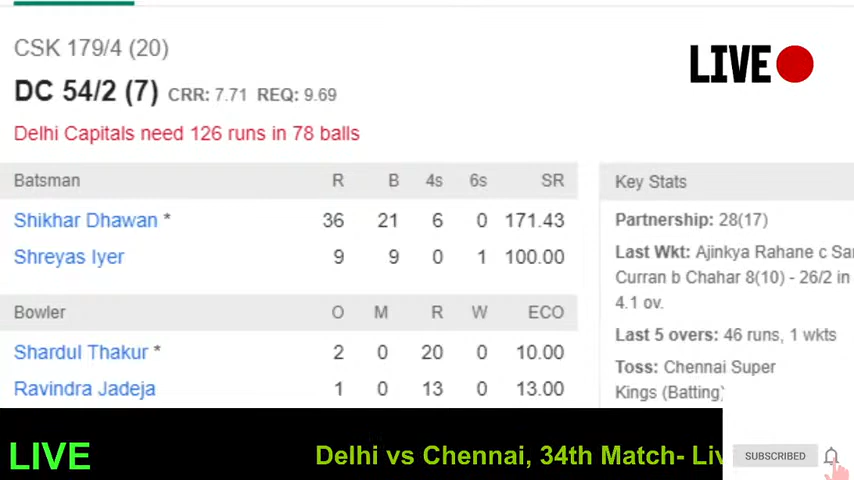 CSK 179/4 (20)
LIVE
DC 54/2 (7) CRR: 7.71 REQ: 9.69
Delhi Capitals need 126 runs in 78 balls
Batsman R B 4s 6s SR
Shikhar Dhawan * 36 21 6 0 171.43
Shreyas Iyer 9 9 0 1 100.00
Bowler O M R W ECO
Shardul Thakur * 2 0 20 0 10.00
Ravindra Jadeja 1 0 13 0 13.00
Key Stats
Partnership: 28(17)
Last Wkt: Ajinkya Rahane c Sar
Curran b Chahar 8(10) - 26/2 in
4.1 ov.
Last 5 overs: 46 runs, 1 wkts
Toss: Chennai Super
Kings (Batting)
LIVE
Delhi vs Chennai, 34th Match- Liv
SUBSCRIBED